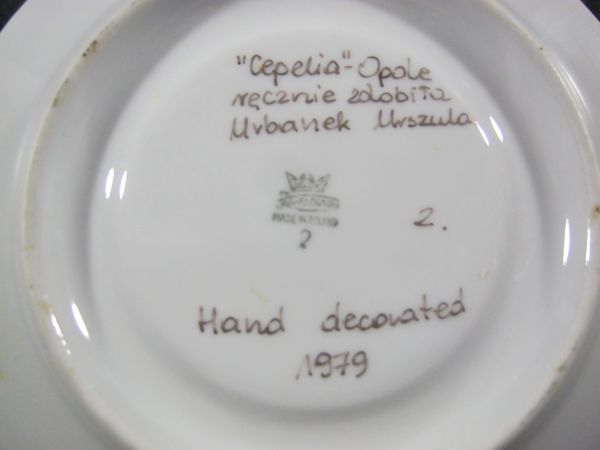 "Cepelia"-Opole
ręcznie zdobiła
Urbanek Urszula
MADE IN POLAND
2
2.
Hand decorated
1979